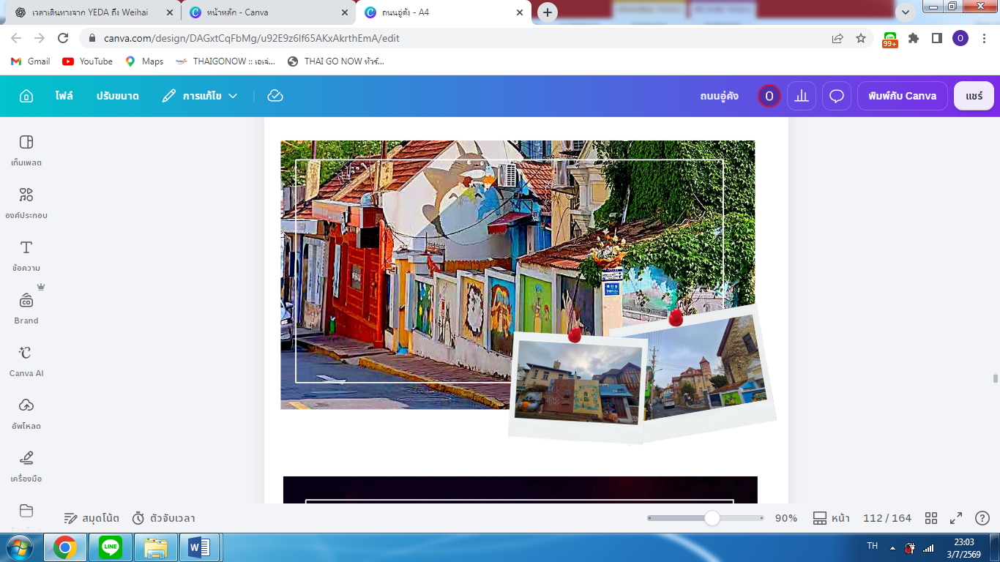 เวลาเดินทางจาก YEDA ถึง Weihai
หน้าหลัก - Canva
ถนนอู่คัง - A4
canva.com/design/DAGxtCqFbMg/u92E9z6lf65AKxAkrthEmA/edit
99+
O
Gmail
YouTube
Maps
THAIGONOW :: เอเจ่...
THAI GO NOW ทัวร์...
ไฟล์
ปรับขนาด
การแก้ไข
ถนนอู่คัง
O
พิมพ์กับ Canva
แชร์
เท็มเพลต
องค์ประกอบ
ข้อความ
Brand
Canva AI
อัพโหลด
เครื่องมือ
สมุดโน้ต
ตัวจับเวลา
90%
หน้า
112 / 164
TH
23:03
3/7/2569